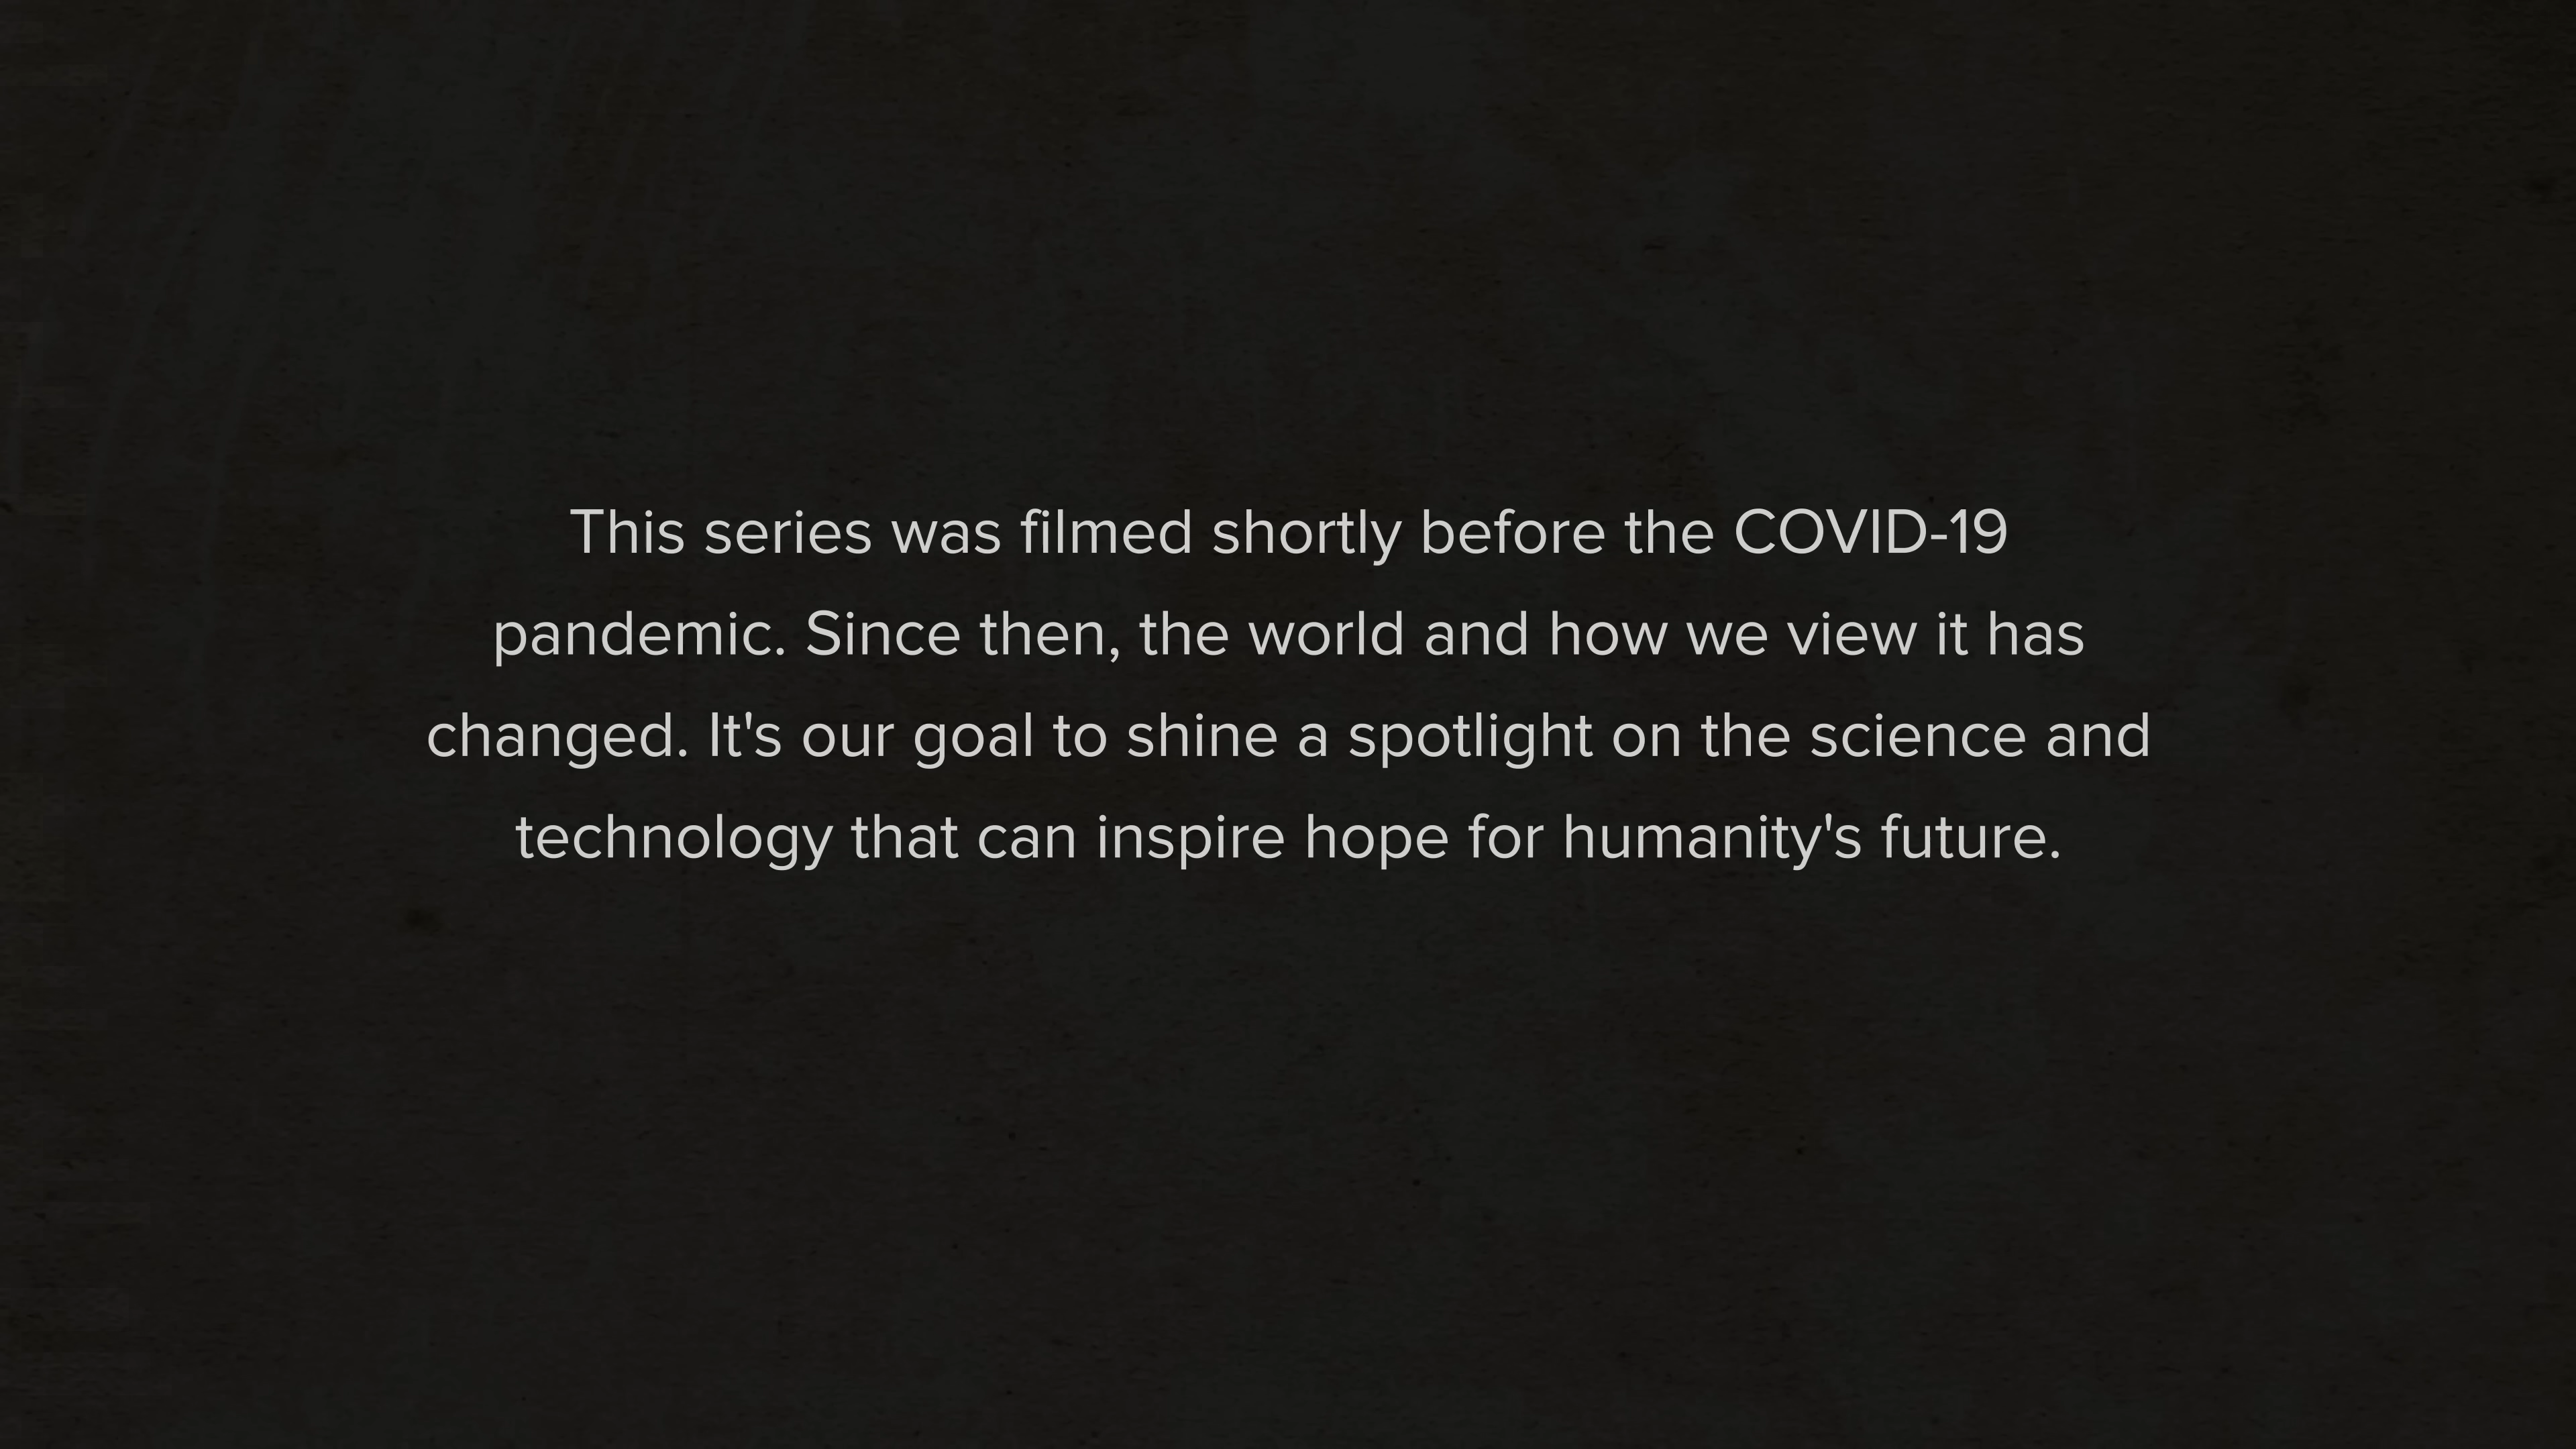 This series was filmed shortly before the COVID-19
pandemic. Since then, the world and how we view it has
changed. It's our goal to shine a spotlight on the science and
technology that can inspire hope for humanity's future.